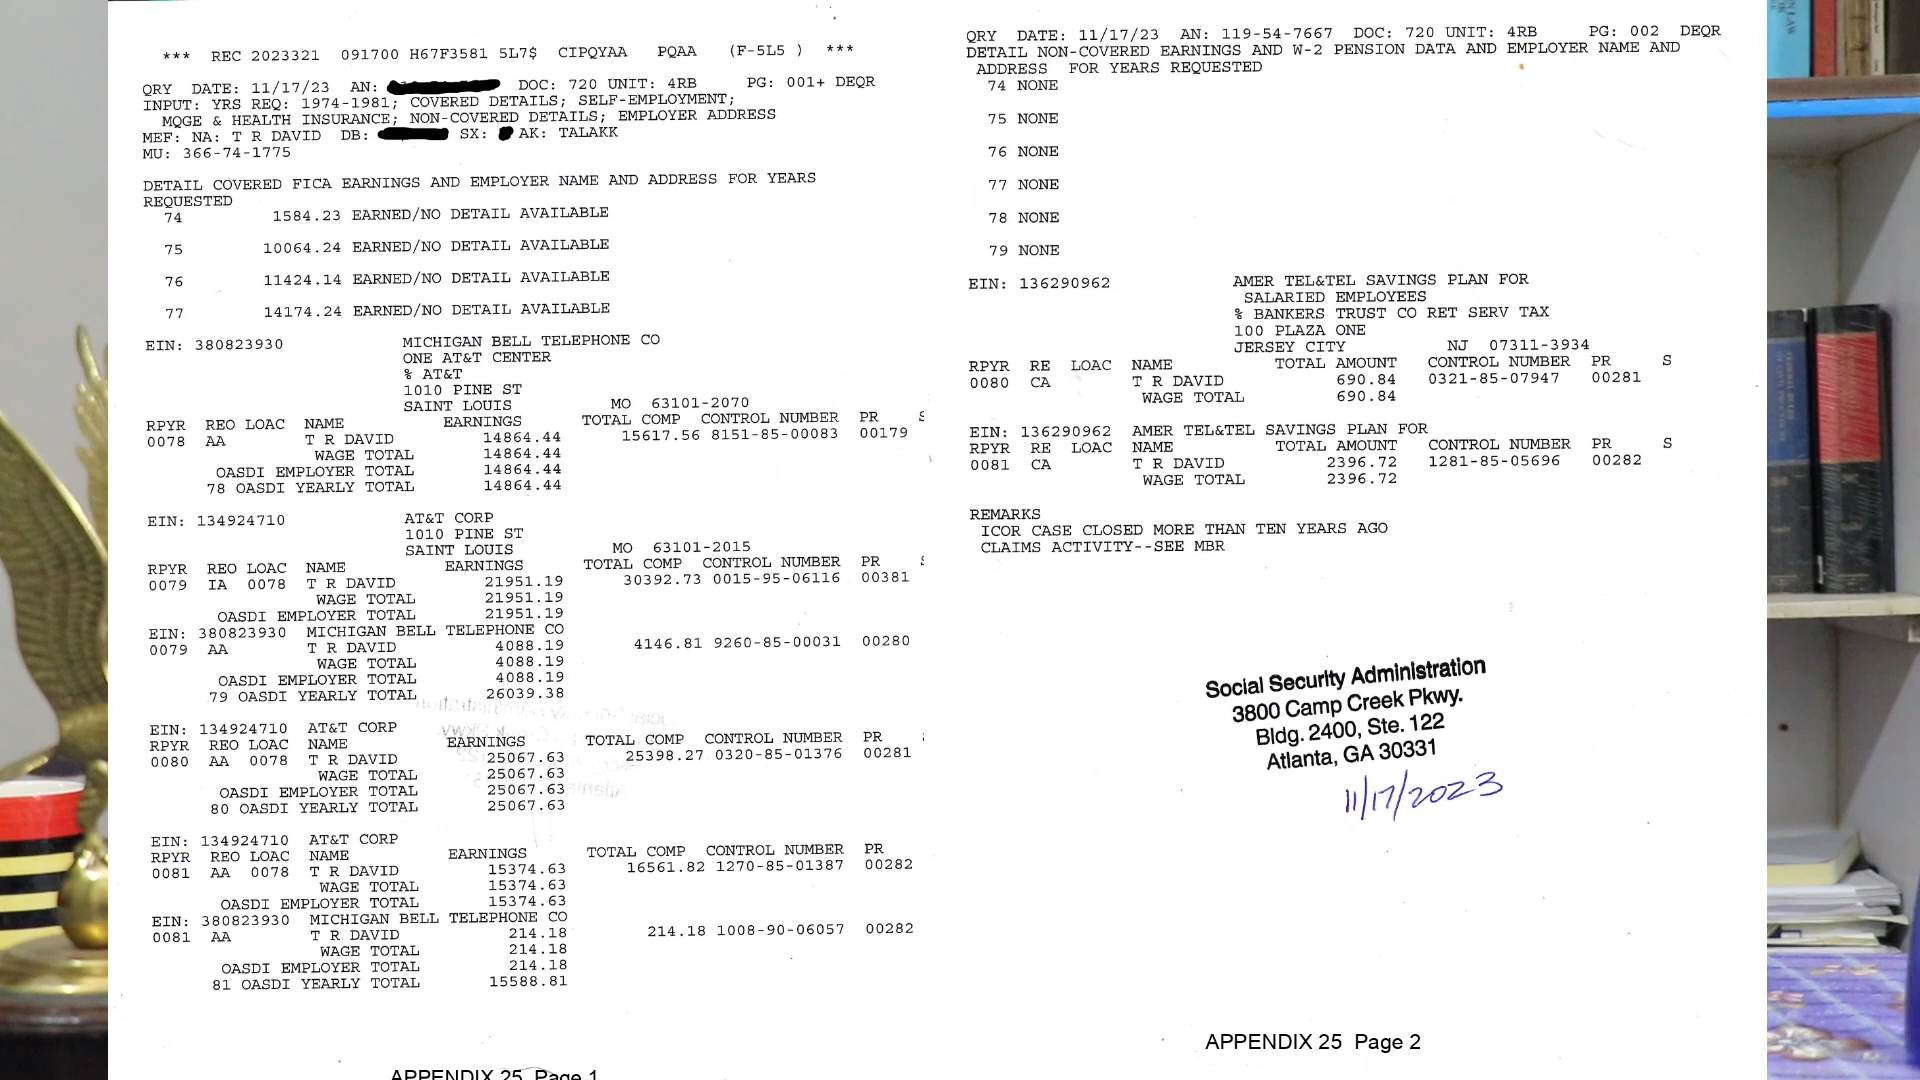 *** REC 2023321 091700 H67F3581 5L7$ CIPQYAA PQAA (F-5L5 ) ***
QRY DATE: 11/17/23 AN: DOC: 720 UNIT: 4RB PG: 001+ DEQR
INPUT: YRS REQ: 1974-1981; COVERED DETAILS; SELF-EMPLOYMENT;
MQGE & HEALTH INSURANCE; NON-COVERED DETAILS; EMPLOYER ADDRESS
MEF: NA: T R DAVID DB: SX: AK: TALAKK
MU: 366-74-1775
DETAIL COVERED FICA EARNINGS AND EMPLOYER NAME AND ADDRESS FOR YEARS
REQUESTED
74 1584.23 EARNED/NO DETAIL AVAILABLE
75 10064.24 EARNED/NO DETAIL AVAILABLE
76 11424.14 EARNED/NO DETAIL AVAILABLE
77 14174.24 EARNED/NO DETAIL AVAILABLE
EIN: 380823930 MICHIGAN BELL TELEPHONE CO
ONE AT&T CENTER
% AT&T
1010 PINE ST
SAINT LOUIS MO 63101-2070
RPYR REO LOAC NAME EARNINGS TOTAL COMP CONTROL NUMBER PR S
0078 AA T R DAVID 14864.44 15617.56 8151-85-00083 00179
WAGE TOTAL 14864.44
OASDI EMPLOYER TOTAL 14864.44
78 OASDI YEARLY TOTAL 14864.44
EIN: 134924710 AT&T CORP
1010 PINE ST
SAINT LOUIS MO 63101-2015
RPYR REO LOAC NAME EARNINGS TOTAL COMP CONTROL NUMBER PR S
0079 IA 0078 T R DAVID 21951.19 30392.73 0015-95-06116 00381
WAGE TOTAL 21951.19
OASDI EMPLOYER TOTAL 21951.19
EIN: 380823930 MICHIGAN BELL TELEPHONE CO
0079 AA T R DAVID 4088.19 4146.81 9260-85-00031 00280
WAGE TOTAL 4088.19
OASDI EMPLOYER TOTAL 4088.19
79 OASDI YEARLY TOTAL 26039.38
EIN: 134924710 AT&T CORP
RPYR REO LOAC NAME EARNINGS TOTAL COMP CONTROL NUMBER PR
0080 AA 0078 T R DAVID 25067.63 25398.27 0320-85-01376 00281
WAGE TOTAL 25067.63
OASDI EMPLOYER TOTAL 25067.63
80 OASDI YEARLY TOTAL 25067.63
EIN: 134924710 AT&T CORP
RPYR REO LOAC NAME EARNINGS TOTAL COMP CONTROL NUMBER PR
0081 AA 0078 T R DAVID 15374.63 16561.82 1270-85-01387 00282
WAGE TOTAL 15374.63
OASDI EMPLOYER TOTAL 15374.63
EIN: 380823930 MICHIGAN BELL TELEPHONE CO
0081 AA T R DAVID 214.18 214.18 1008-90-06057 00282
WAGE TOTAL 214.18
OASDI EMPLOYER TOTAL 214.18
81 OASDI YEARLY TOTAL 15588.81
APPENDIX 25 Page 1
QRY DATE: 11/17/23 AN: 119-54-7667 DOC: 720 UNIT: 4RB PG: 002 DEQR
DETAIL NON-COVERED EARNINGS AND W-2 PENSION DATA AND EMPLOYER NAME AND
ADDRESS FOR YEARS REQUESTED
74 NONE
75 NONE
76 NONE
77 NONE
78 NONE
79 NONE
EIN: 136290962 AMER TEL&TEL SAVINGS PLAN FOR
SALARIED EMPLOYEES
% BANKERS TRUST CO RET SERV TAX
100 PLAZA ONE
JERSEY CITY NJ 07311-3934
RPYR RE LOAC NAME TOTAL AMOUNT CONTROL NUMBER PR S
0080 CA T R DAVID 690.84 0321-85-07947 00281
WAGE TOTAL 690.84
EIN: 136290962 AMER TEL&TEL SAVINGS PLAN FOR
RPYR RE LOAC NAME TOTAL AMOUNT CONTROL NUMBER PR S
0081 CA T R DAVID 2396.72 1281-85-05696 00282
WAGE TOTAL 2396.72
REMARKS
ICOR CASE CLOSED MORE THAN TEN YEARS AGO
CLAIMS ACTIVITY--SEE MBR
Social Security Administration
3800 Camp Creek Pkwy.
Bldg. 2400, Ste. 122
Atlanta, GA 30331
11/17/2023
APPENDIX 25 Page 2